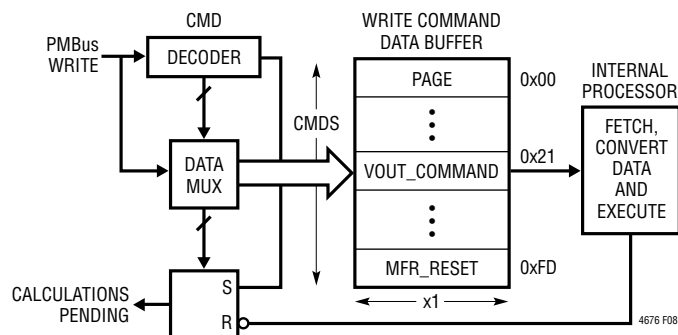 CMD
WRITE COMMAND
DATA BUFFER
PMBus
WRITE
DECODER
PAGE
0x00
INTERNAL
PROCESSOR
CMDS
DATA
MUX
VOUT_COMMAND
0x21
FETCH,
CONVERT
DATA
AND
EXECUTE
MFR_RESET
0xFD
S
CALCULATIONS
PENDING
R
x1
4676 F08